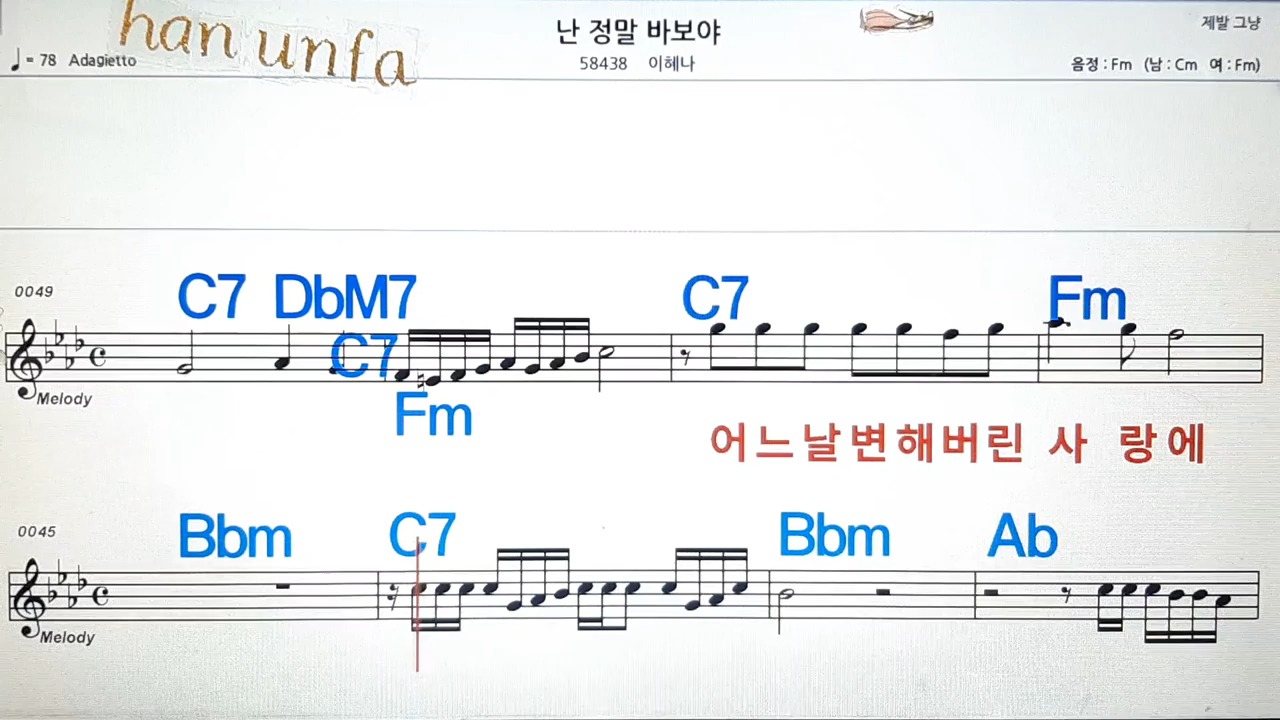 han unfa
난 정말 바보야
제발 그냥
♩= 78 Adagietto
58438 이혜나
음정 : Fm (남 : Cm 여 : Fm)
0049
C7 DbM7 C7 Fm
C7
Melody
Fm
어느날변해버린 사 랑에
0045
Bbm C7 Bbm Ab
Melody